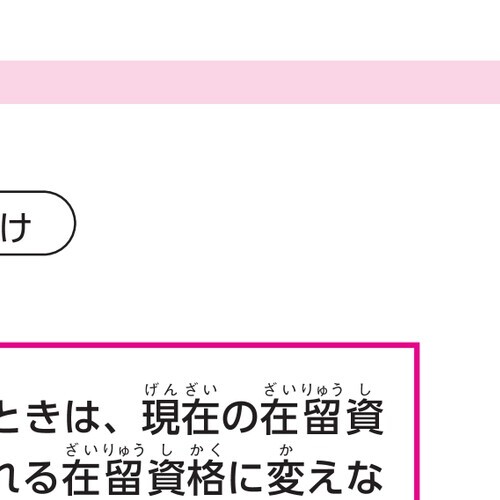 け
ときは、現在の在留資
れる在留資格に変えな
げんざい ざいりゅうし
ざいりゅうしかく か